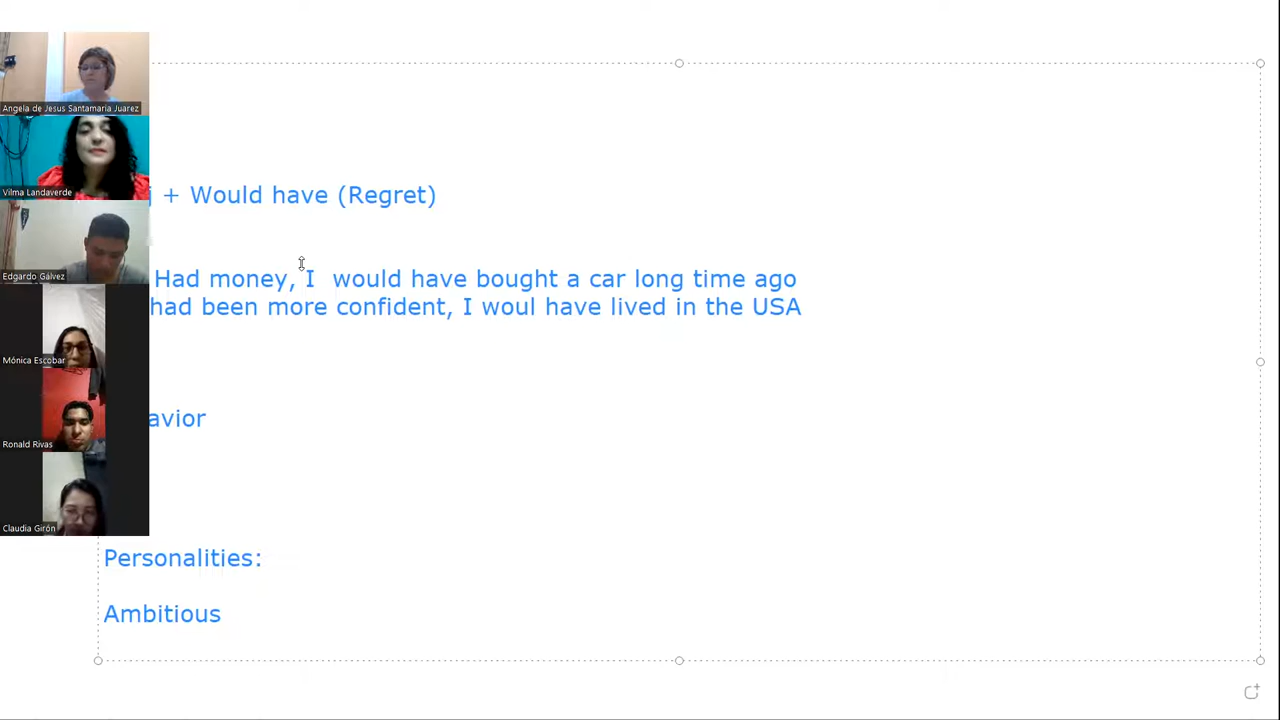 Angela de Jesus Santamaria Juarez
Vilma Landaverde
Edgardo Gálvez
Mónica Escobar
Ronald Rivas
Claudia Girón
+ Would have (Regret)
Had money, I would have bought a car long time ago
had been more confident, I woul have lived in the USA
avior
Personalities:
Ambitious